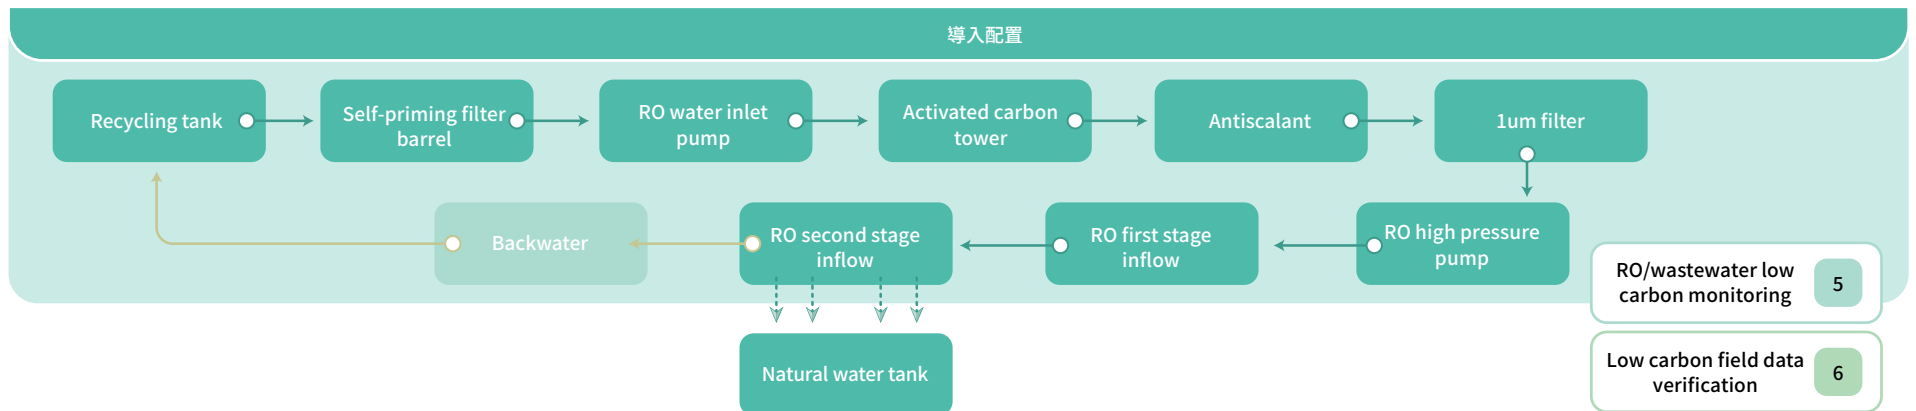 導入配置
Recycling tank
Self-priming filter
barrel
RO water inlet
pump
Activated carbon
tower
Antiscalant
1um filter
Backwater
RO second stage
inflow
RO first stage
inflow
RO high pressure
pump
RO/wastewater low
carbon monitoring
5
Natural water tank
Low carbon field data
verification
6